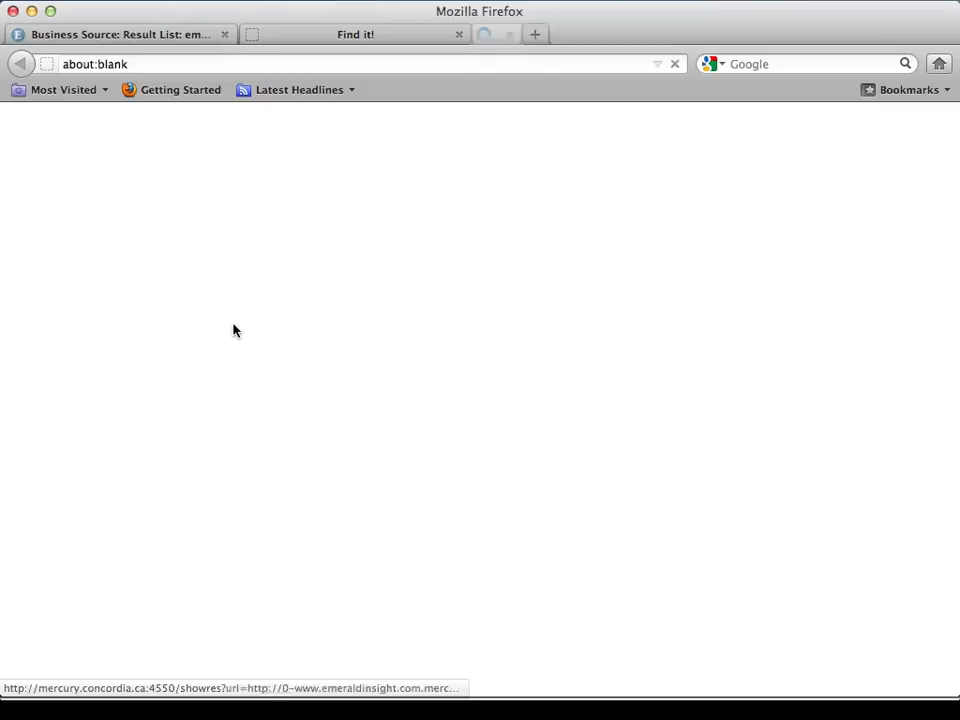 Mozilla Firefox
Business Source: Result List: em...
Find it!
about:blank
Google
Most Visited
Getting Started
Latest Headlines
Bookmarks
http://mercury.concordia.ca:4550/showres?url=http://0-www.emeraldinsight.com.merc...